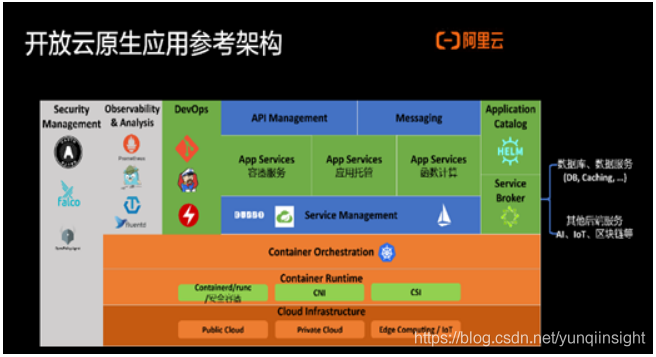 开放云原生应用参考架构
阿里云
Security
Management
Observability
& Analysis
DevOps
API Management
Messaging
Application
Catalog
falco
Prometheus
fluentd
App Services
容器服务
App Services
应用托管
App Services
函数计算
HELM
Service
Broker
DUBBO
Service Management
数据库、数据服务
(DB, Caching, ...)
其他后端服务
AI、IoT、区块链等
Container Orchestration
Container Runtime
Containerd/runc
/安全容器
CNI
CSI
Cloud Infrastructure
Public Cloud
Private Cloud
Edge Computing / IoT
https://blog.csdn.net/yunqiinsight